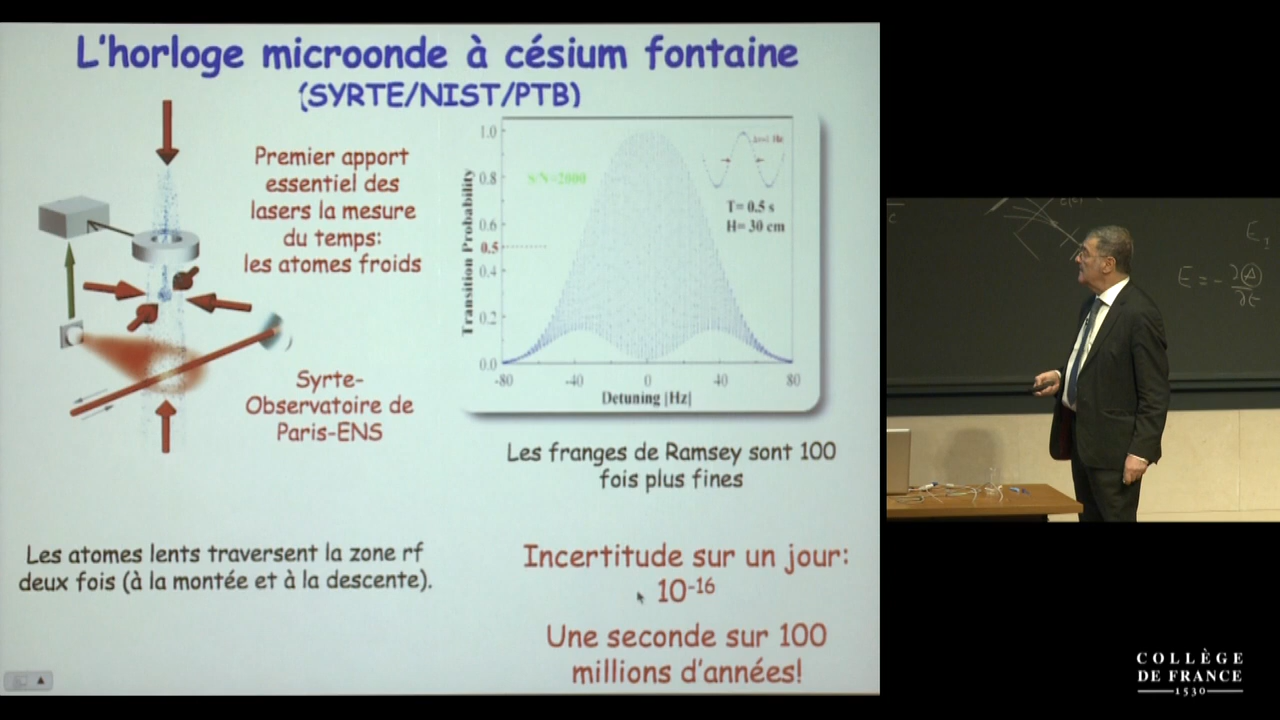 L'horloge microonde à césium fontaine
(SYRTE/NIST/PTB)
Premier apport
essentiel des
lasers la mesure
du temps:
les atomes froids
Syrte-
Observatoire de
Paris-ENS
Transition Probability
1.0
0.8
0.6
0.5
0.4
0.2
0.0
S/N=2000
T= 0.5 s
H= 30 cm
-80
-40
0
40
80
Detuning [Hz]
Les franges de Ramsey sont 100
fois plus fines
Les atomes lents traversent la zone rf
deux fois (à la montée et à la descente).
Incertitude sur un jour:
10⁻¹⁶
Une seconde sur 100
millions d'années!
E = - ∂A
∂t
COLLÈGE
DE FRANCE
1530